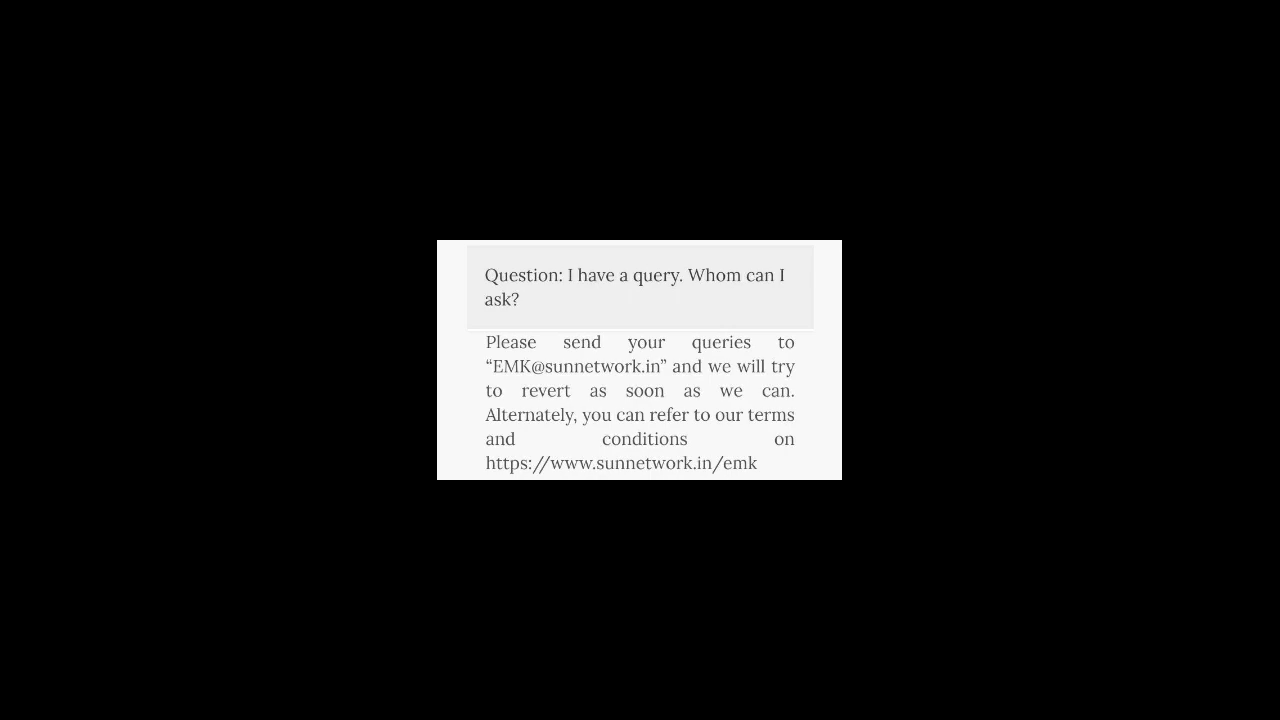 Question: I have a query. Whom can I
ask?
Please send your queries to
“EMK@sunnetwork.in” and we will try
to revert as soon as we can.
Alternately, you can refer to our terms
and conditions on
https://www.sunnetwork.in/emk